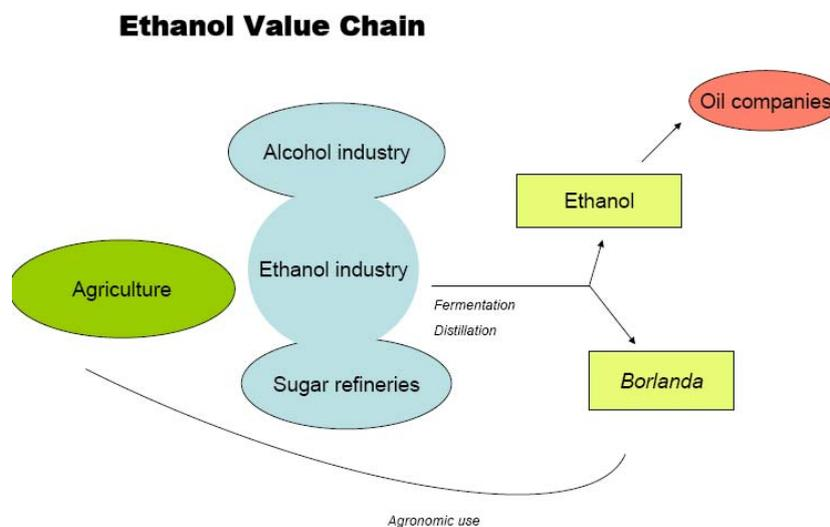 Ethanol Value Chain
Oil companies
Alcohol industry
Ethanol
Ethanol industry
Agriculture
Fermentation
Distillation
Sugar refineries
Borlanda
Agronomic use